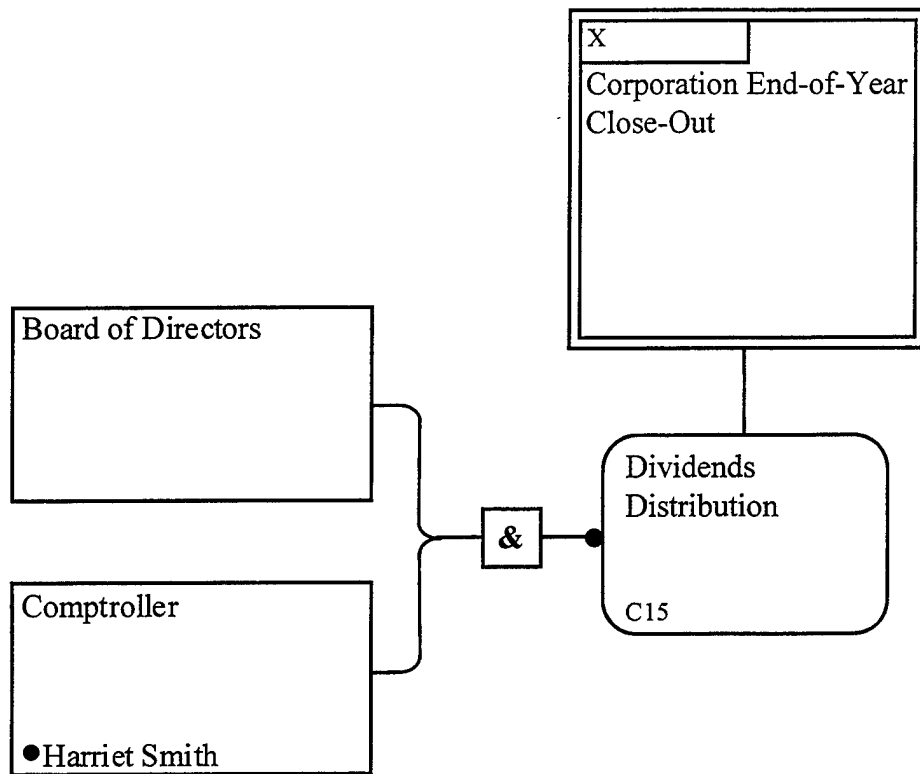 X
Corporation End-of-Year
Close-Out
Board of Directors
&
Dividends
Distribution
C15
Comptroller
●Harriet Smith